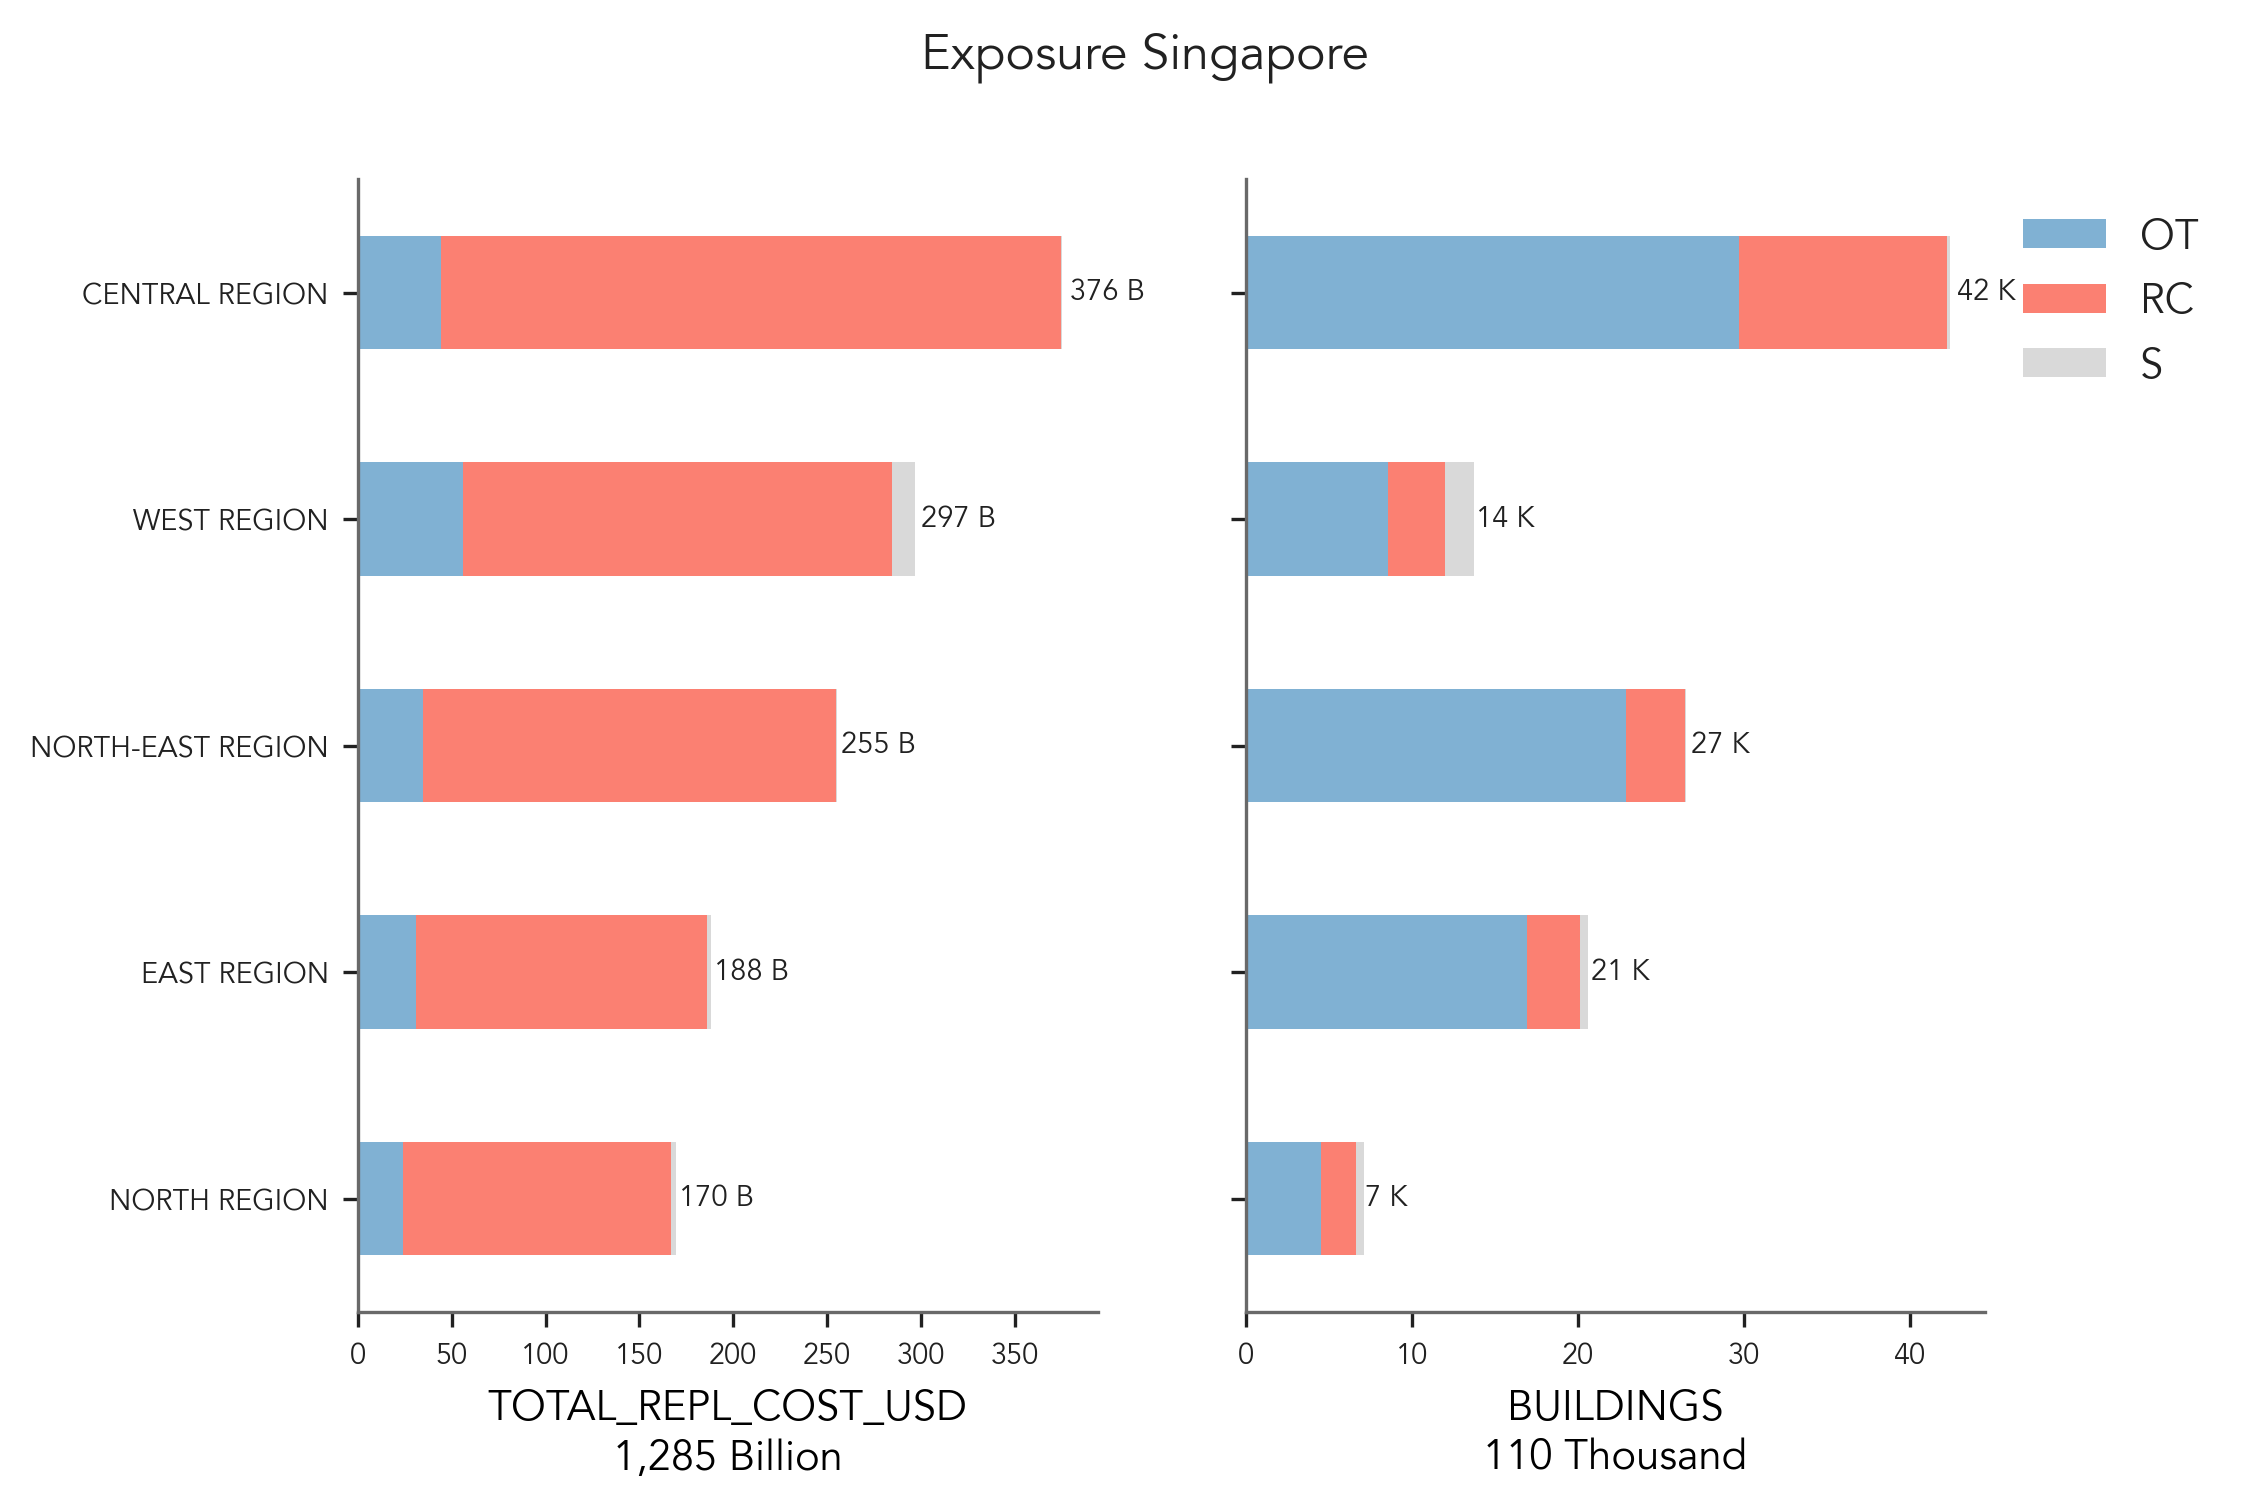 Exposure Singapore
CENTRAL REGION
WEST REGION
NORTH-EAST REGION
EAST REGION
NORTH REGION
376 B
297 B
255 B
188 B
170 B
0 50 100 150 200 250 300 350
TOTAL_REPL_COST_USD
1,285 Billion
42 K
14 K
27 K
21 K
7 K
0 10 20 30 40
BUILDINGS
110 Thousand
OT
RC
S